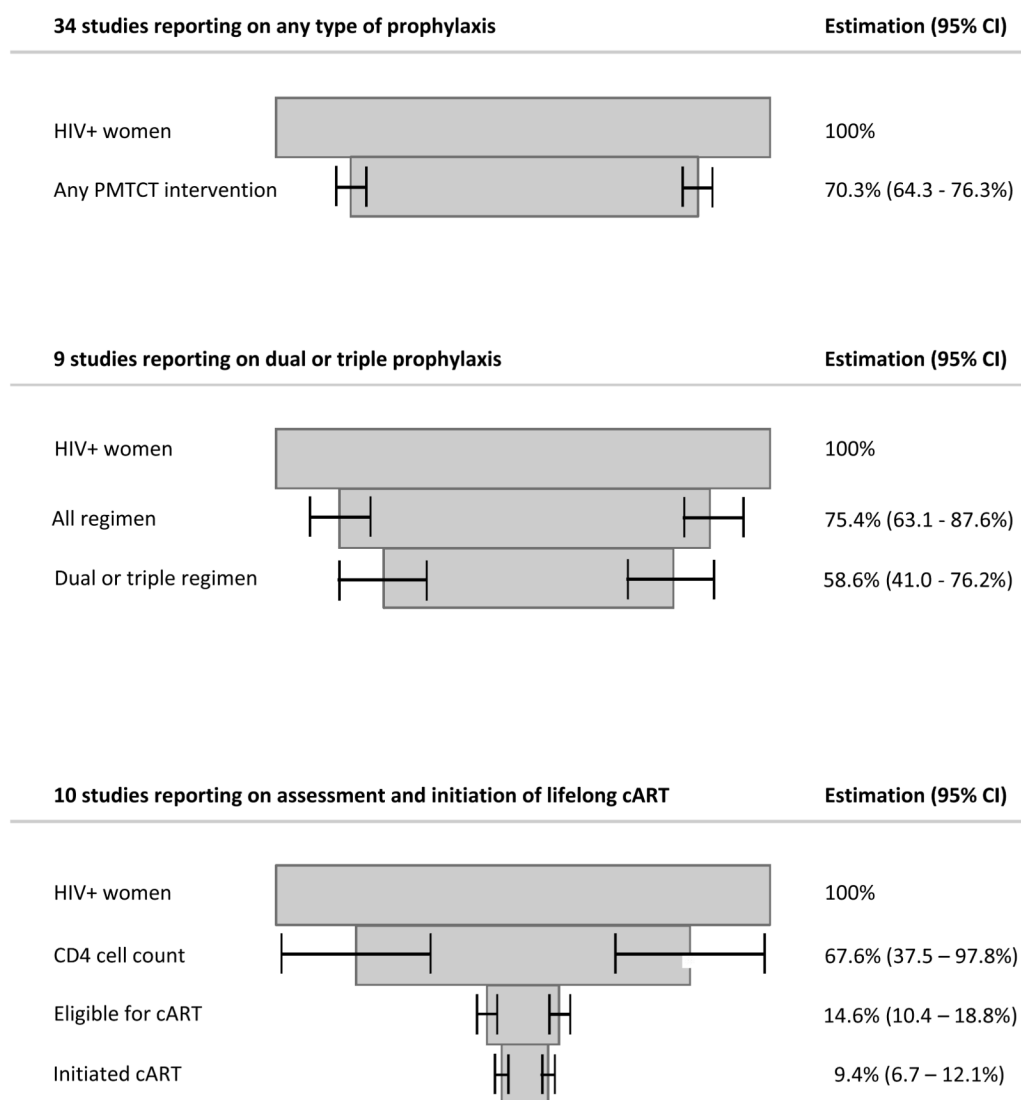 34 studies reporting on any type of prophylaxis Estimation (95% CI)
HIV+ women 100%
Any PMTCT intervention 70.3% (64.3 - 76.3%)
9 studies reporting on dual or triple prophylaxis Estimation (95% CI)
HIV+ women 100%
All regimen 75.4% (63.1 - 87.6%)
Dual or triple regimen 58.6% (41.0 - 76.2%)
10 studies reporting on assessment and initiation of lifelong cART Estimation (95% CI)
HIV+ women 100%
CD4 cell count 67.6% (37.5 – 97.8%)
Eligible for cART 14.6% (10.4 – 18.8%)
Initiated cART 9.4% (6.7 – 12.1%)